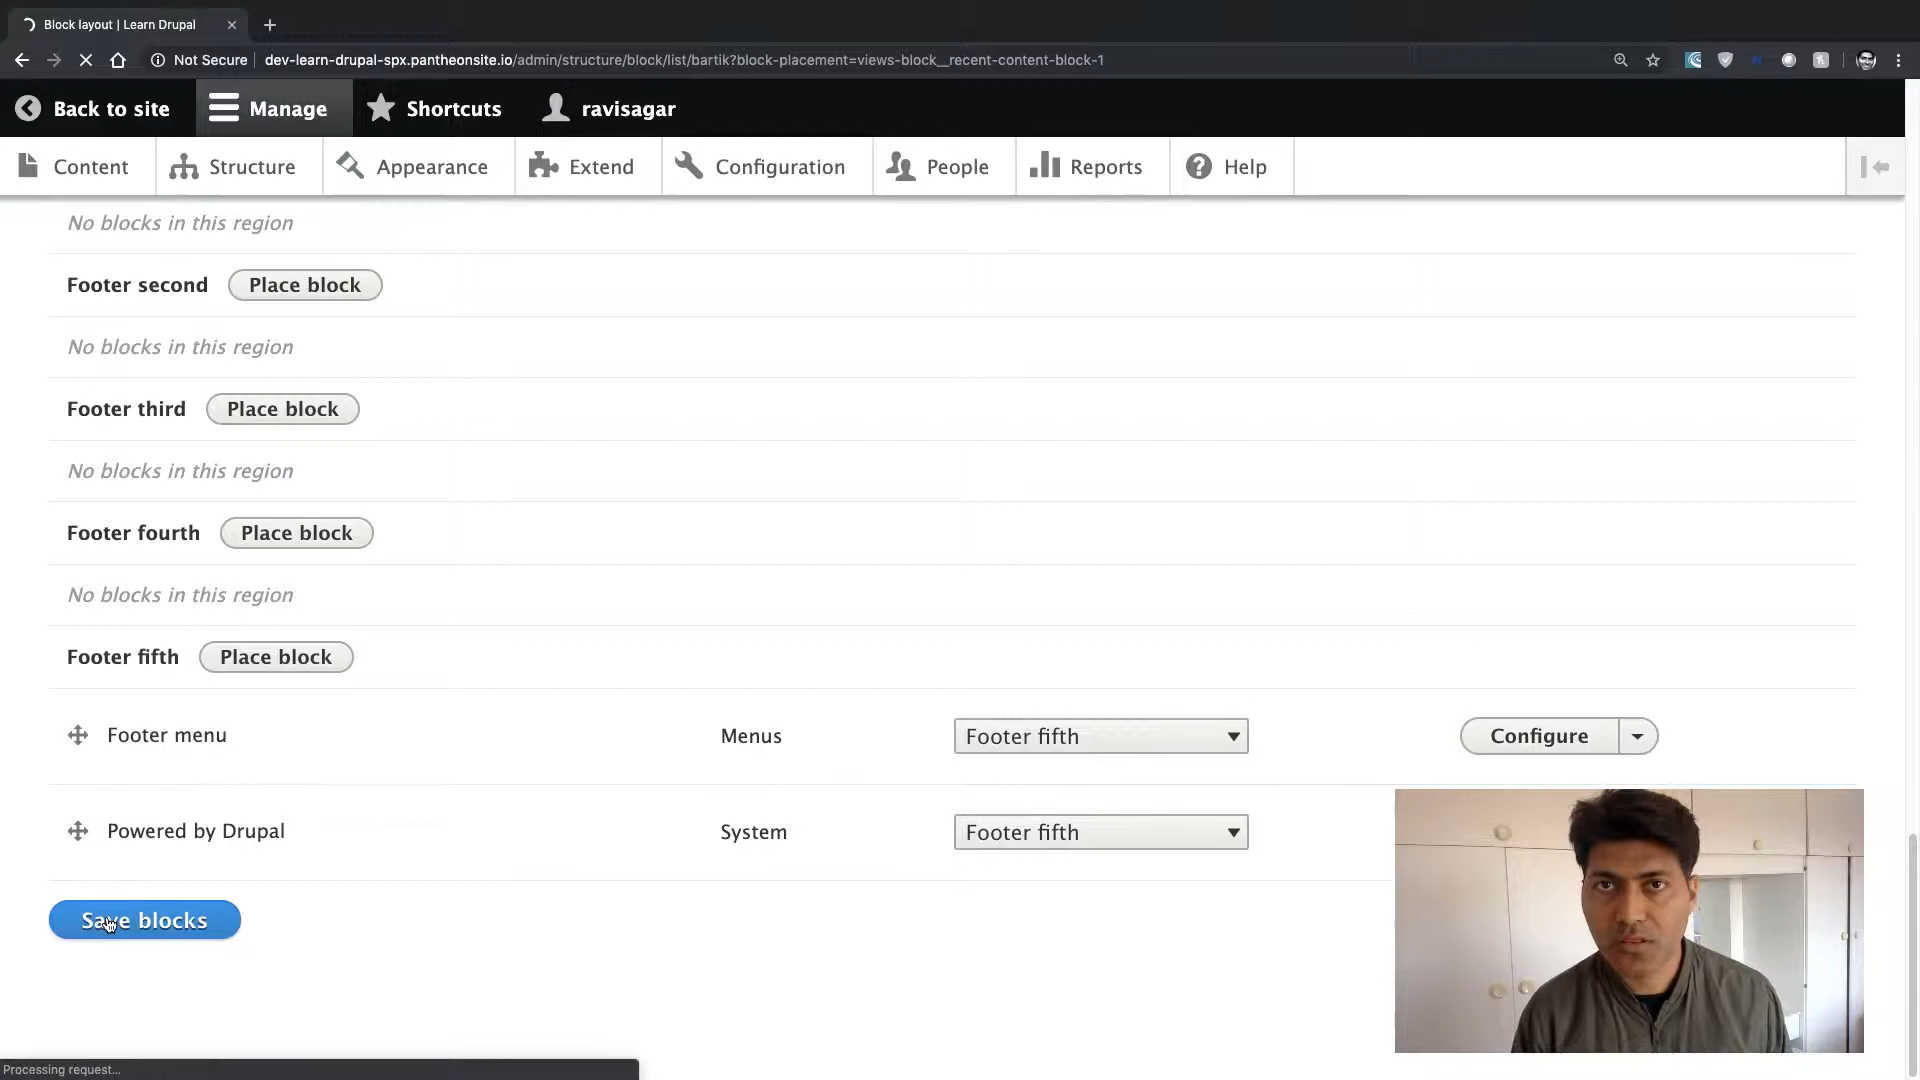 Block layout | Learn Drupal
Not Secure dev-learn-drupal-spx.pantheonsite.io/admin/structure/block/list/bartik?block-placement=views-block__recent-content-block-1
Back to site Manage Shortcuts ravisagar
Content Structure Appearance Extend Configuration People Reports Help
No blocks in this region
Footer second Place block
No blocks in this region
Footer third Place block
No blocks in this region
Footer fourth Place block
No blocks in this region
Footer fifth Place block
Footer menu Menus Footer fifth Configure
Powered by Drupal System Footer fifth
Save blocks
Processing request...